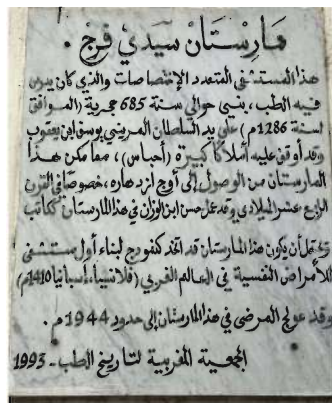 مارستان سيدي فرج .
هذا المستشفى المتعدد الإختصاصات والذي كان يدرس
فيه الطب، بني حوالي سنة 685 هجرية (الموافق
لسنة 1286م) على يد السلطان المريني يوسف ابن يعقوب
وقد أوقف عليه أملاكا كبيرة (أحباس)، مما مكن هذا
المارستان من الوصول إلى أوج ازدهاره، خصوصا في القرن
الرابع عشر الميلادي وقد عمل حسن ابن الوزان في هذا المارستان ككاتب
ويحتمل أن يكون هذا المارستان قد اتخذ كنموذج لبناء أول مستشفى
للأمراض النفسية في العالم الغربي (فلانسيا، إسبانيا 1410م)
وقد عولج المرضى في هذا المارستان إلى حدود 1944م.
الجمعية المغربية لتاريخ الطب - 1993